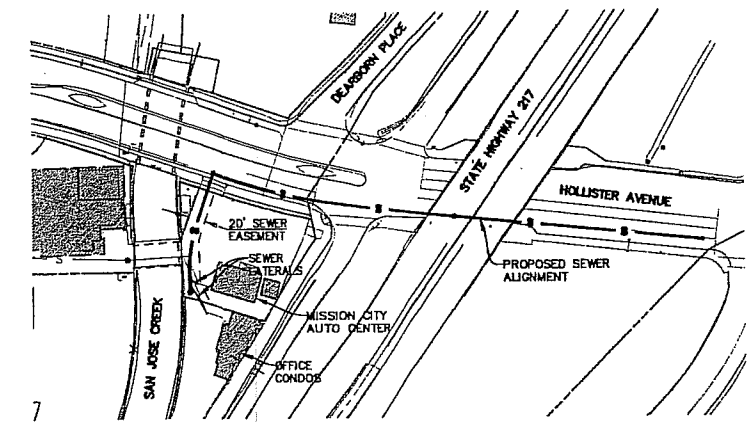 DEARBORN PLACE
STATE HIGHWAY 217
HOLLISTER AVENUE
S
S
S
S
20' SEWER
EASEMENT
SEWER
LATERALS
PROPOSED SEWER
ALIGNMENT
S
MISSION CITY
AUTO CENTER
SAN JOSE CREEK
OFFICE
CONDOS
7